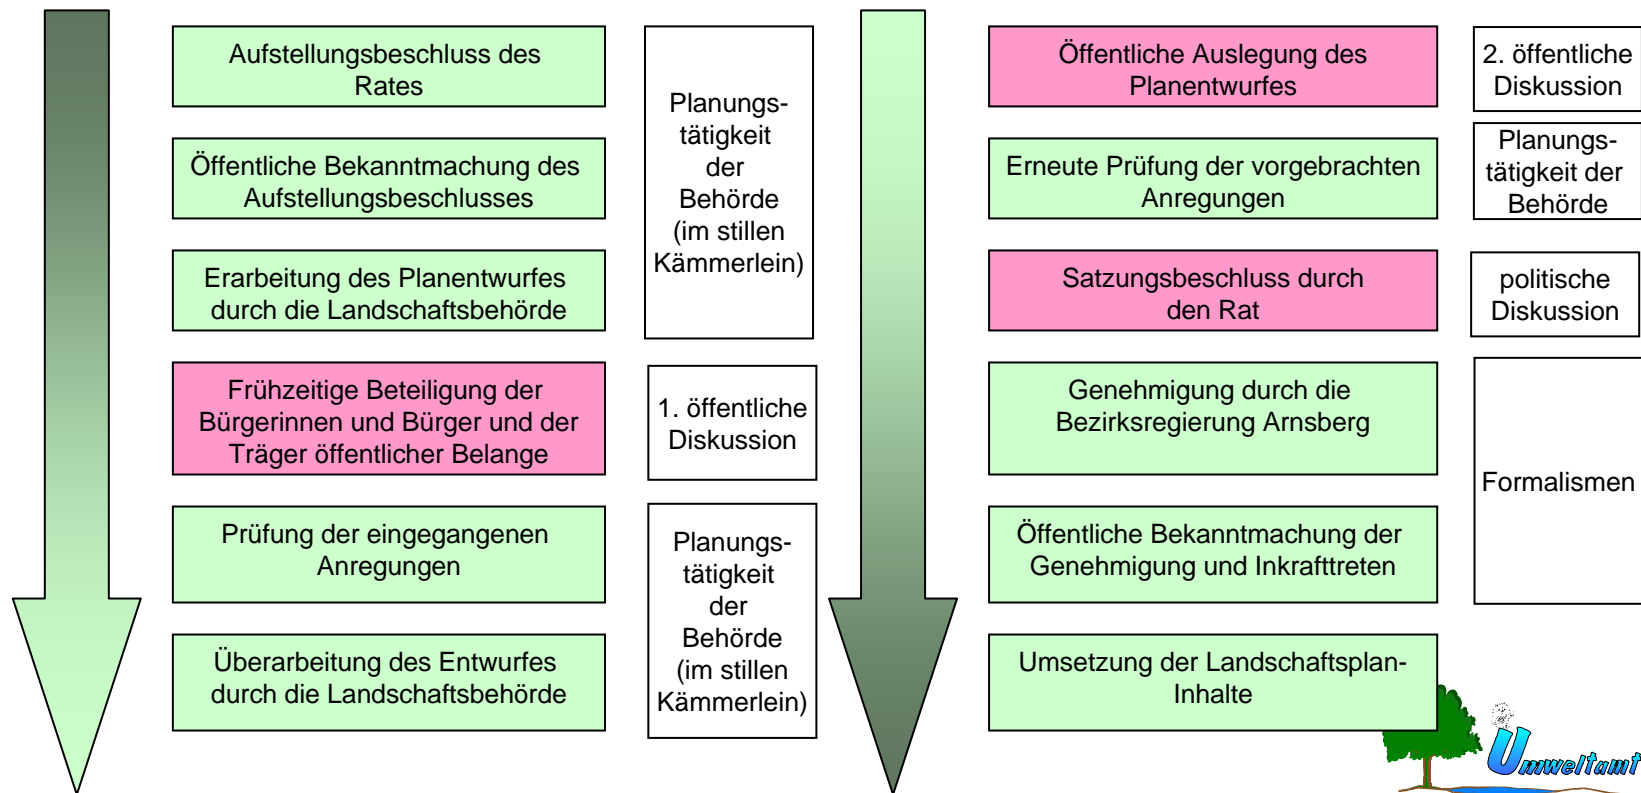 Aufstellungsbeschluss des
Rates
Öffentliche Bekanntmachung des
Aufstellungsbeschlusses
Erarbeitung des Planentwurfes
durch die Landschaftsbehörde
Frühzeitige Beteiligung der
Bürgerinnen und Bürger und der
Träger öffentlicher Belange
Prüfung der eingegangenen
Anregungen
Überarbeitung des Entwurfes
durch die Landschaftsbehörde
Planungs-
tätigkeit
der
Behörde
(im stillen
Kämmerlein)
1. öffentliche
Diskussion
Planungs-
tätigkeit
der
Behörde
(im stillen
Kämmerlein)
Öffentliche Auslegung des
Planentwurfes
Erneute Prüfung der vorgebrachten
Anregungen
Satzungsbeschluss durch
den Rat
Genehmigung durch die
Bezirksregierung Arnsberg
Öffentliche Bekanntmachung der
Genehmigung und Inkrafttreten
Umsetzung der Landschaftsplan-
Inhalte
2. öffentliche
Diskussion
Planungs-
tätigkeit der
Behörde
politische
Diskussion
Formalismen
Umweltamt